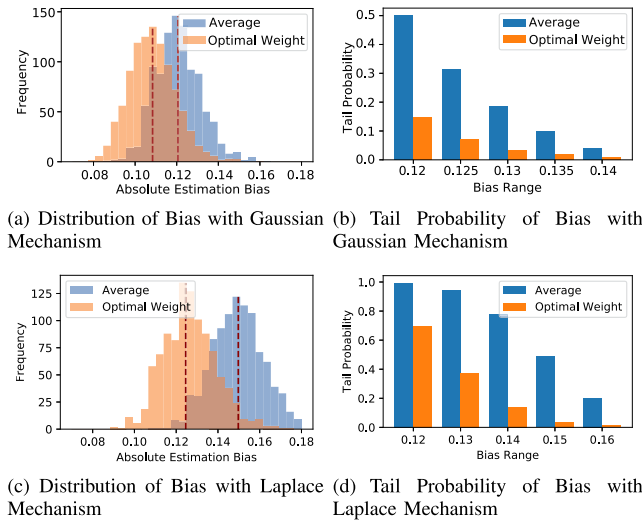 Average
Optimal Weight
150
100
50
0
Frequency
0.08 0.10 0.12 0.14 0.16 0.18
Absolute Estimation Bias
Average
Optimal Weight
0.5
0.4
0.3
0.2
0.1
0.0
Tail Probability
0.12 0.125 0.13 0.135 0.14
Bias Range
(a) Distribution of Bias with Gaussian
Mechanism
(b) Tail Probability of Bias with
Gaussian Mechanism
Average
Optimal Weight
125
100
75
50
25
0
Frequency
0.08 0.10 0.12 0.14 0.16 0.18
Absolute Estimation Bias
Average
Optimal Weight
1.0
0.8
0.6
0.4
0.2
0.0
Tail Probability
0.12 0.13 0.14 0.15 0.16
Bias Range
(c) Distribution of Bias with Laplace
Mechanism
(d) Tail Probability of Bias with
Laplace Mechanism